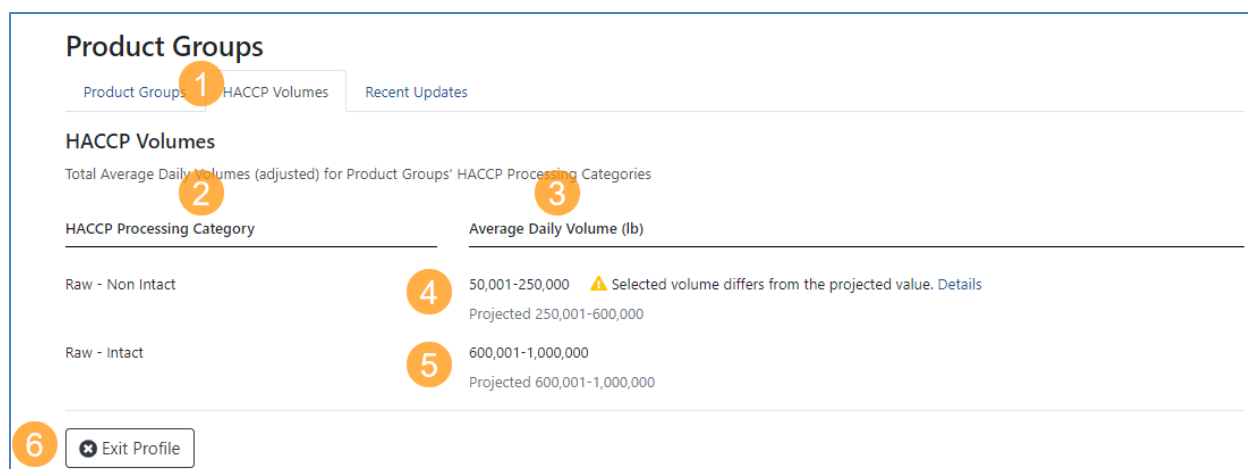 Product Groups
1
Product Groups HACCP Volumes Recent Updates
HACCP Volumes
Total Average Daily Volumes (adjusted) for Product Groups' HACCP Processing Categories
2 3
HACCP Processing Category Average Daily Volume (lb)
Raw - Non Intact 4 50,001-250,000 Selected volume differs from the projected value. Details
Projected 250,001-600,000
Raw - Intact 5 600,001-1,000,000
Projected 600,001-1,000,000
6 Exit Profile